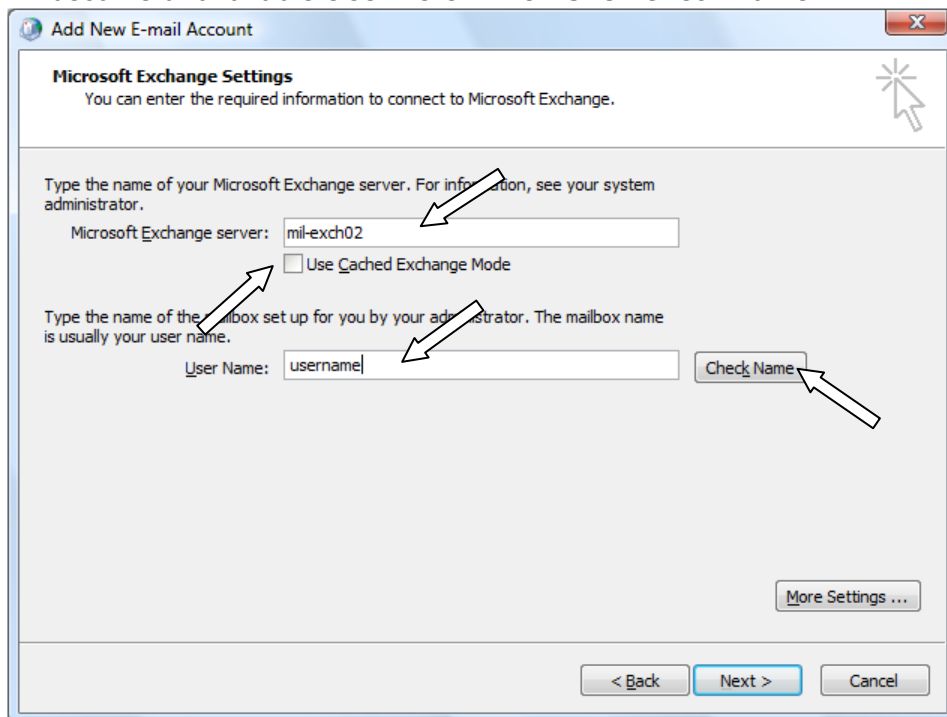 Add New E-mail Account
Microsoft Exchange Settings
You can enter the required information to connect to Microsoft Exchange.
Type the name of your Microsoft Exchange server. For information, see your system
administrator.
Microsoft Exchange server: mil-exch02
Use Cached Exchange Mode
Type the name of the mailbox set up for you by your administrator. The mailbox name
is usually your user name.
User Name: username
Check Name
More Settings ...
< Back Next > Cancel